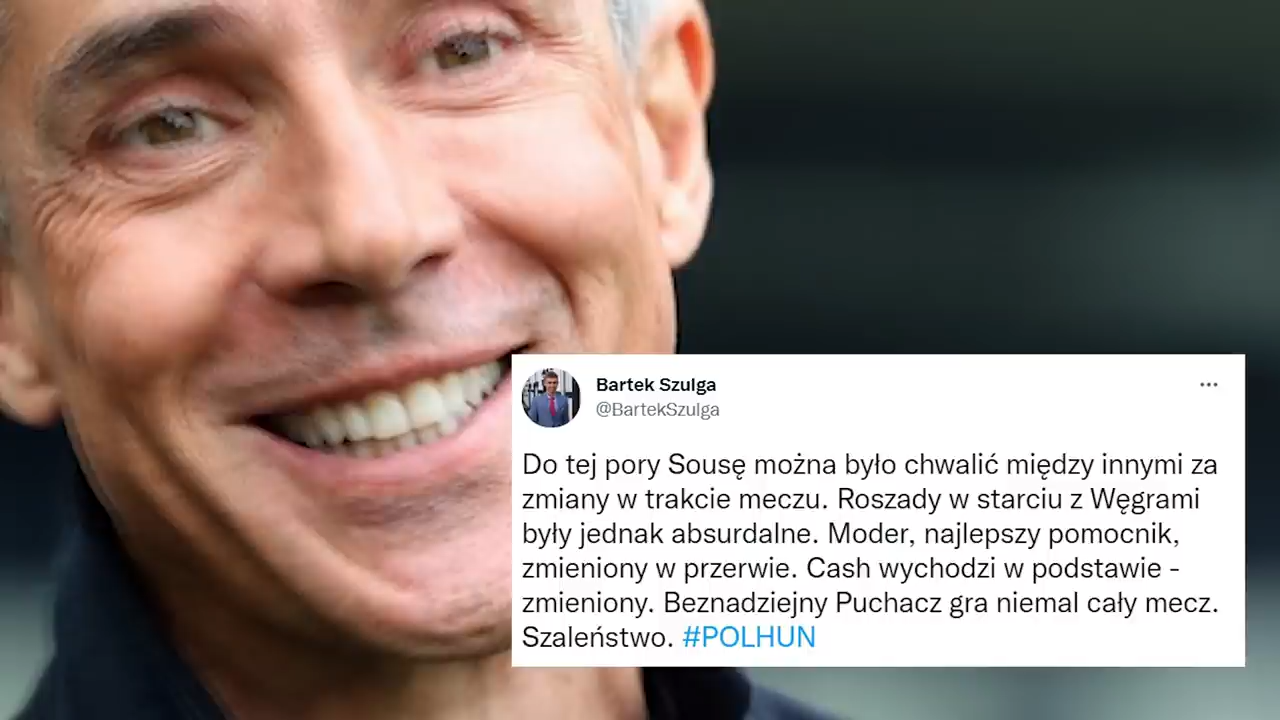 Bartek Szulga
@BartekSzulga
Do tej pory Sousę można było chwalić między innymi za
zmiany w trakcie meczu. Roszady w starciu z Węgrami
były jednak absurdalne. Moder, najlepszy pomocnik,
zmieniony w przerwie. Cash wychodzi w podstawie -
zmieniony. Beznadziejny Puchacz gra niemal cały mecz.
Szaleństwo. #POLHUN